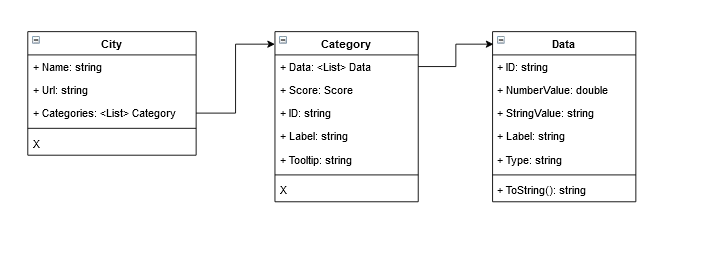 City
+ Name: string
+ Url: string
+ Categories: <List> Category
X
Category
+ Data: <List> Data
+ Score: Score
+ ID: string
+ Label: string
+ Tooltip: string
X
Data
+ ID: string
+ NumberValue: double
+ StringValue: string
+ Label: string
+ Type: string
+ ToString(): string